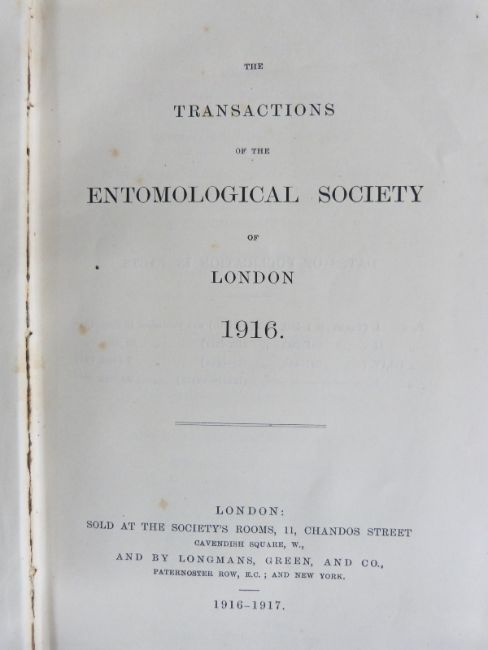 THE
TRANSACTIONS
OF THE
ENTOMOLOGICAL SOCIETY
OF
LONDON
1916.
LONDON:
SOLD AT THE SOCIETY'S ROOMS, 11, CHANDOS STREET
CAVENDISH SQUARE, W.,
AND BY LONGMANS, GREEN, AND CO.,
PATERNOSTER ROW, E.C.; AND NEW YORK.
1916–1917.